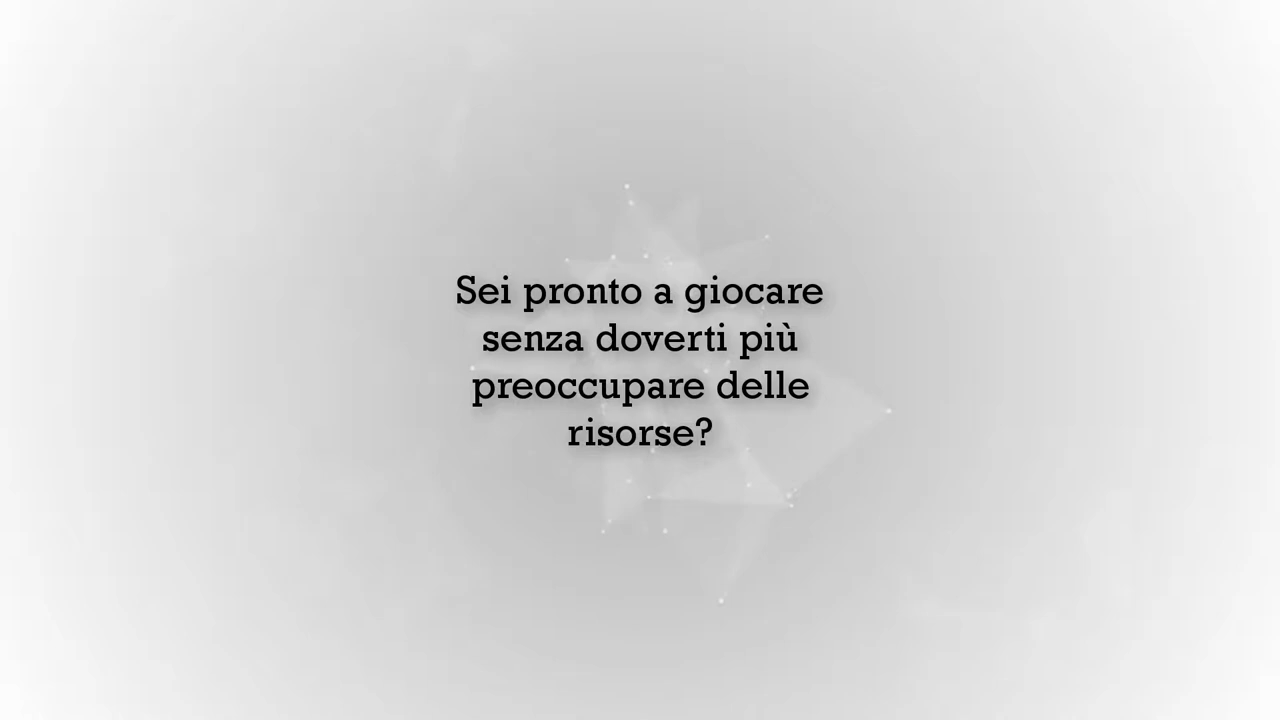 Sei pronto a giocare
senza doverti più
preoccupare delle
risorse?